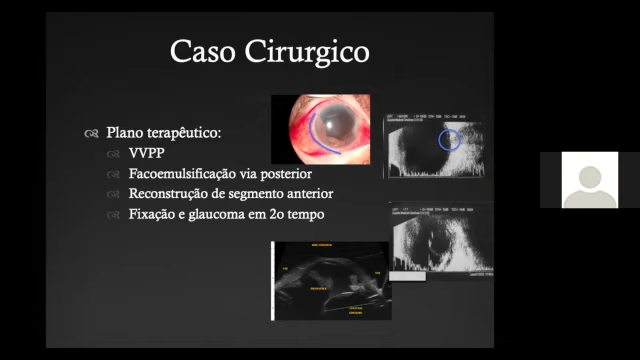 Caso Cirurgico
Plano terapêutico:
VVPP
Facoemulsificação via posterior
Reconstrução de segmento anterior
Fixação e glaucoma em 2o tempo